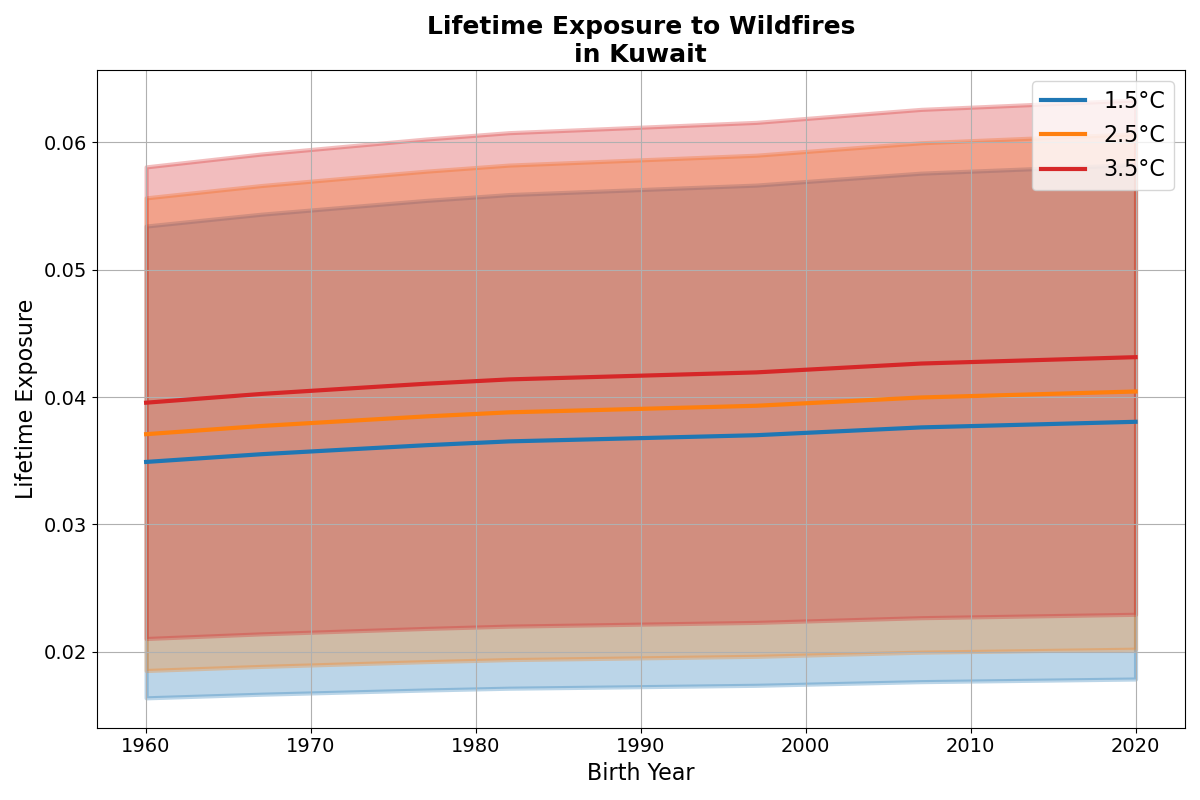 Lifetime Exposure to Wildfires
in Kuwait
1.5°C
2.5°C
3.5°C
Lifetime Exposure
0.06
0.05
0.04
0.03
0.02
1960 1970 1980 1990 2000 2010 2020
Birth Year